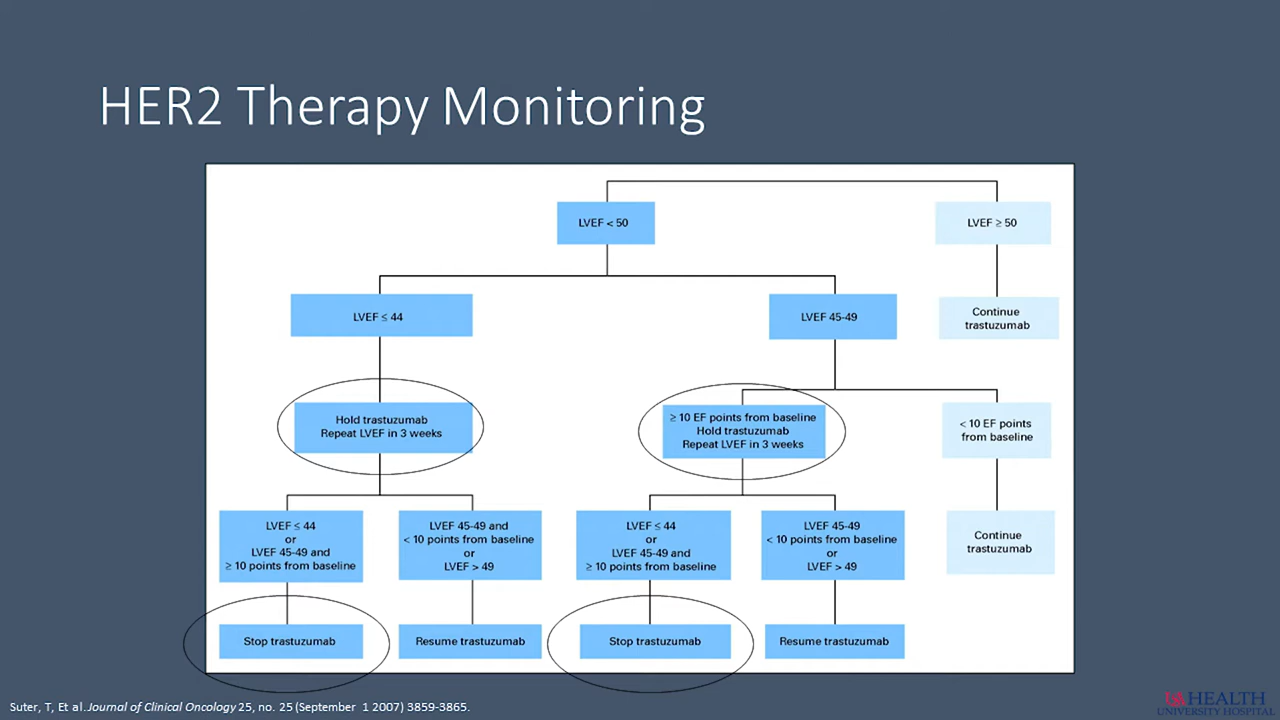 HER2 Therapy Monitoring
LVEF < 50
LVEF ≥ 50
LVEF ≤ 44
LVEF 45-49
Continue
trastuzumab
Hold trastuzumab
Repeat LVEF in 3 weeks
≥ 10 EF points from baseline
Hold trastuzumab
Repeat LVEF in 3 weeks
< 10 EF points
from baseline
LVEF ≤ 44
or
LVEF 45-49 and
≥ 10 points from baseline
LVEF 45-49 and
< 10 points from baseline
or
LVEF > 49
LVEF ≤ 44
or
LVEF 45-49 and
≥ 10 points from baseline
LVEF 45-49
< 10 points from baseline
or
LVEF > 49
Continue
trastuzumab
Stop trastuzumab
Resume trastuzumab
Stop trastuzumab
Resume trastuzumab
Suter, T, Et al. Journal of Clinical Oncology 25, no. 25 (September 1 2007) 3859-3865.
HEALTH
UNIVERSITY HOSPITAL